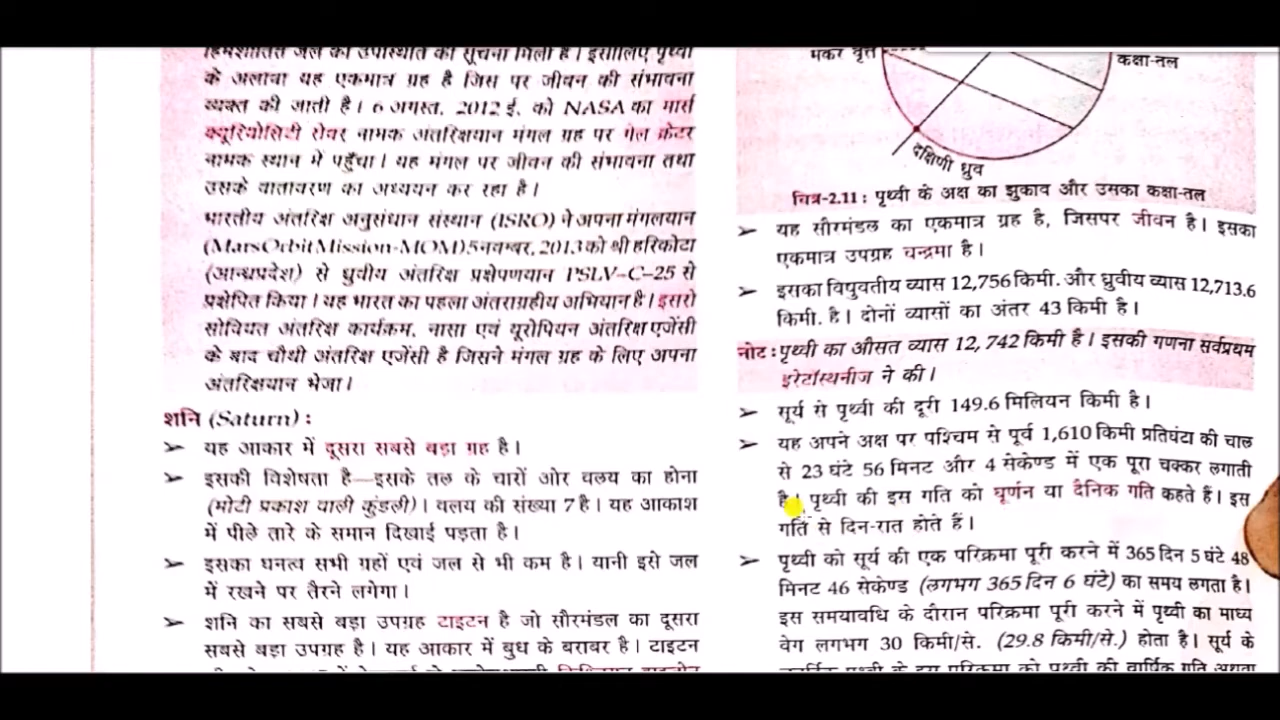 हिमशीतित जल की उपस्थिति की सूचना मिली है। इसीलिए पृथ्वी
के अलावा यह एकमात्र ग्रह है जिस पर जीवन की संभावना
व्यक्त की जाती है। 6 अगस्त, 2012 ई. को NASA का मार्स
क्यूरियोसिटी रोवर नामक अंतरिक्षयान मंगल ग्रह पर गेल क्रेटर
नामक स्थान में पहुँचा। यह मंगल पर जीवन की संभावना तथा
उसके वातावरण का अध्ययन कर रहा है।
भारतीय अंतरिक्ष अनुसंधान संस्थान (ISRO) ने अपना मंगलयान
(Mars Orbit Mission-MOM) 5 नवम्बर, 2013 को श्री हरिकोटा
(आन्ध्रप्रदेश) से ध्रुवीय अंतरिक्ष प्रक्षेपणयान PSLV-C-25 से
प्रक्षेपित किया। यह भारत का पहला अंतराग्रहीय अभियान है। इसरो
सोवियत अंतरिक्ष कार्यक्रम, नासा एवं यूरोपियन अंतरिक्ष एजेंसी
के बाद चौथी अंतरिक्ष एजेंसी है जिसने मंगल ग्रह के लिए अपना
अंतरिक्षयान भेजा।
शनि (Saturn) :
➢ यह आकार में दूसरा सबसे बड़ा ग्रह है।
➢ इसकी विशेषता है—इसके तल के चारों ओर वलय का होना
(मोटी प्रकाश वाली कुंडली)। वलय की संख्या 7 है। यह आकाश
में पीले तारे के समान दिखाई पड़ता है।
➢ इसका घनत्व सभी ग्रहों एवं जल से भी कम है। यानी इसे जल
में रखने पर तैरने लगेगा।
➢ शनि का सबसे बड़ा उपग्रह टाइटन है जो सौरमंडल का दूसरा
सबसे बड़ा उपग्रह है। यह आकार में बुध के बराबर है। टाइटन
मकर वृत्त
कक्षा-तल
दक्षिणी ध्रुव
चित्र-2.11 : पृथ्वी के अक्ष का झुकाव और उसका कक्षा-तल
➢ यह सौरमंडल का एकमात्र ग्रह है, जिसपर जीवन है। इसका
एकमात्र उपग्रह चन्द्रमा है।
➢ इसका विषुवतीय व्यास 12,756 किमी. और ध्रुवीय व्यास 12,713.6
किमी. है। दोनों व्यासों का अंतर 43 किमी है।
नोट : पृथ्वी का औसत व्यास 12,742 किमी है। इसकी गणना सर्वप्रथम
इरेटॉस्थनीज ने की।
➢ सूर्य से पृथ्वी की दूरी 149.6 मिलियन किमी है।
➢ यह अपने अक्ष पर पश्चिम से पूर्व 1,610 किमी प्रतिघंटा की चाल
से 23 घंटे 56 मिनट और 4 सेकेण्ड में एक पूरा चक्कर लगाती
है। पृथ्वी की इस गति को घूर्णन या दैनिक गति कहते हैं। इस
गति से दिन-रात होते हैं।
➢ पृथ्वी को सूर्य की एक परिक्रमा पूरी करने में 365 दिन 5 घंटे 48
मिनट 46 सेकेण्ड (लगभग 365 दिन 6 घंटे) का समय लगता है।
इस समयावधि के दौरान परिक्रमा पूरी करने में पृथ्वी का माध्य
वेग लगभग 30 किमी/से. (29.8 किमी/से.) होता है। सूर्य के
पृथ्वी के इस परिक्रमा को पृथ्वी की वार्षिक गति अथवा